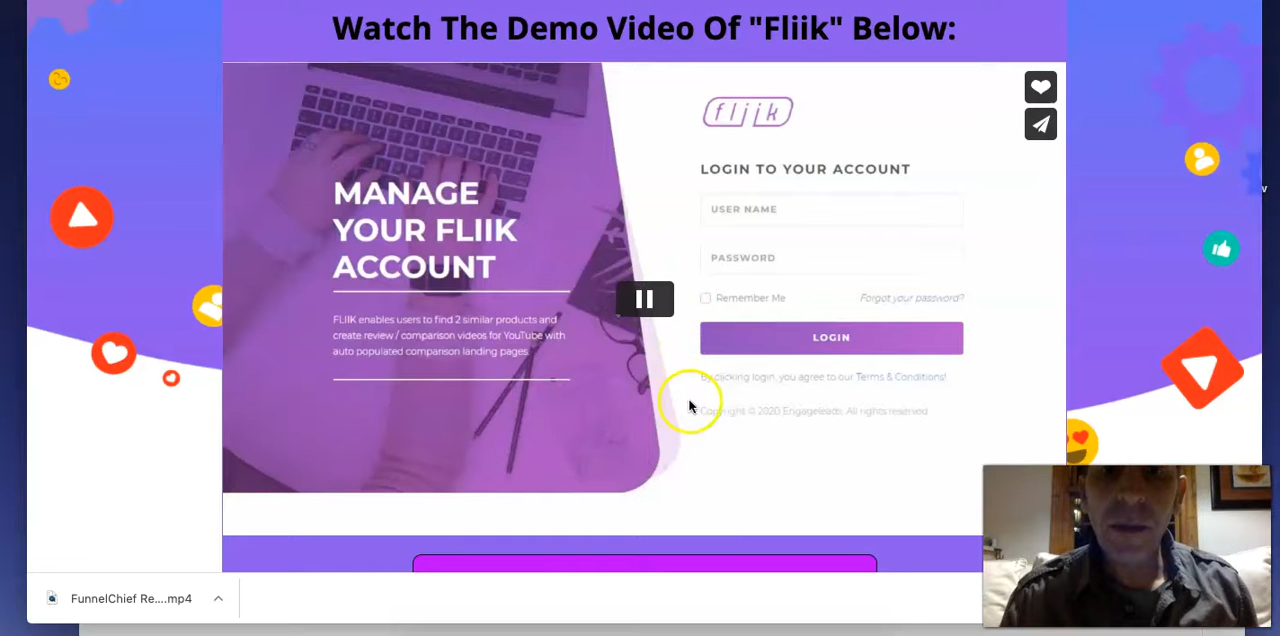 Watch The Demo Video Of "Fliik" Below:
fliik
LOGIN TO YOUR ACCOUNT
USER NAME
PASSWORD
Remember Me
Forgot your password?
LOGIN
By clicking login, you agree to our Terms & Conditions!
Copyright © 2020 Engageleads. All rights reserved
MANAGE
YOUR FLIIK
ACCOUNT
FLIIK enables users to find 2 similar products and
create review / comparison videos for YouTube with
auto populated comparison landing pages.
FunnelChief Re....mp4